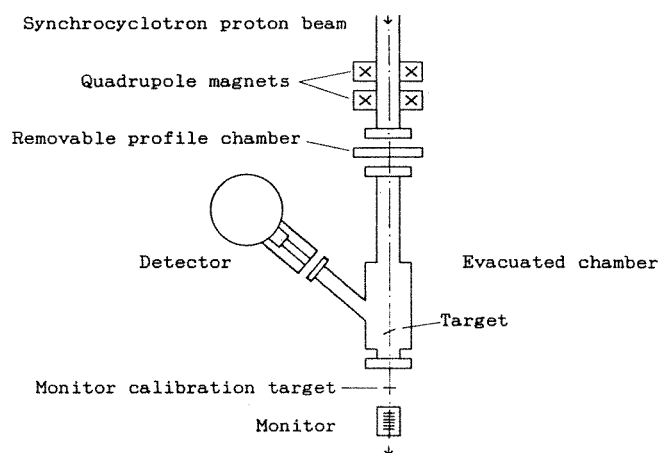 Synchrocyclotron proton beam
Quadrupole magnets
Removable profile chamber
Detector
Evacuated chamber
Target
Monitor calibration target
Monitor